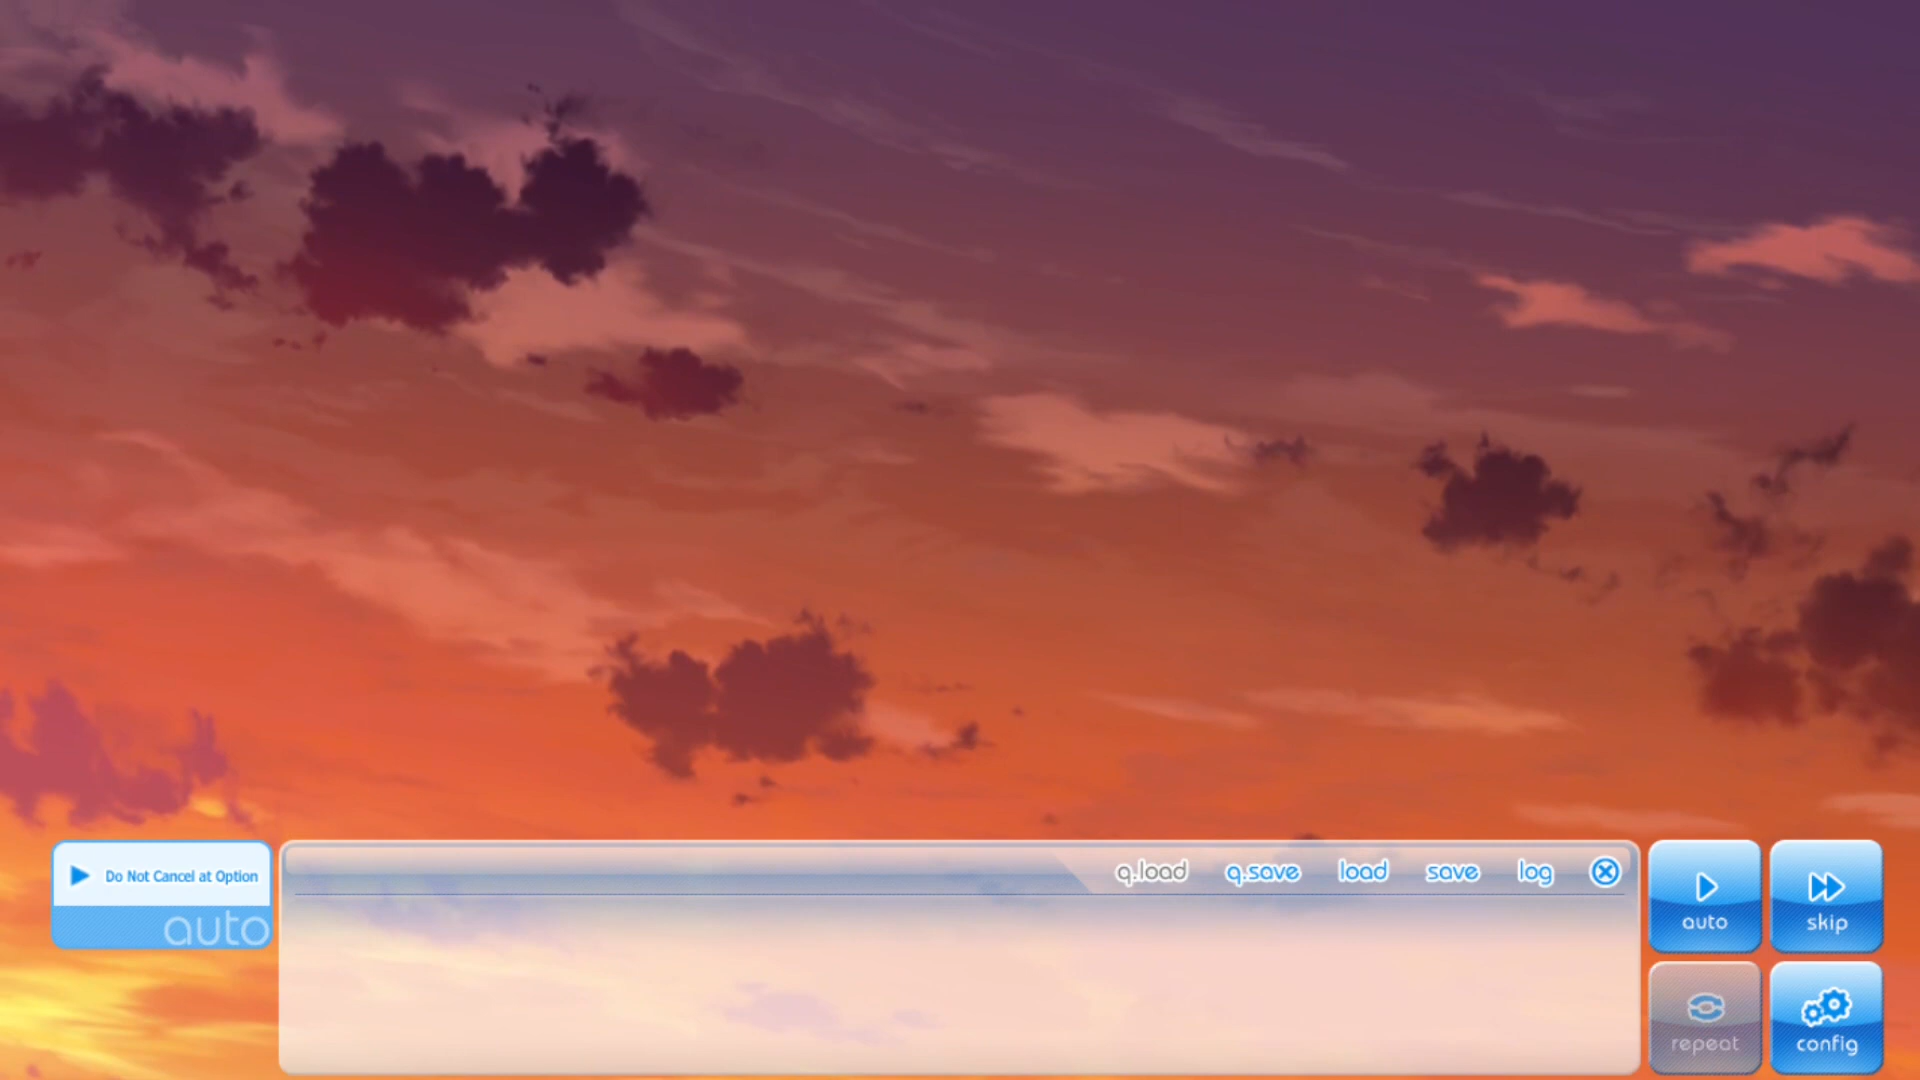 Do Not Cancel at Option
auto
q.load q.save load save log
auto
skip
repeat
config